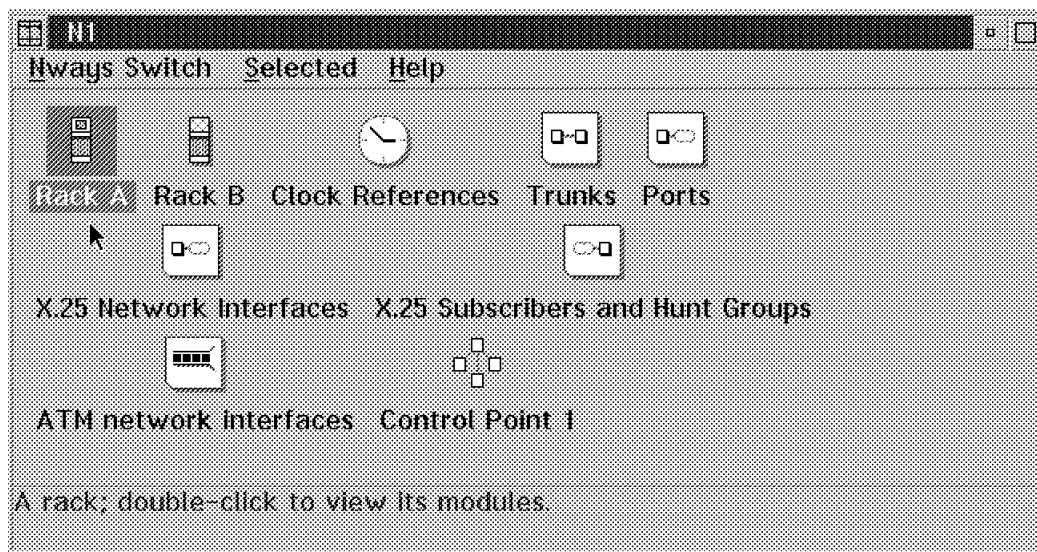 N1
Nways Switch Selected Help
Rack A Rack B Clock References Trunks Ports
X.25 Network Interfaces X.25 Subscribers and Hunt Groups
ATM network interfaces Control Point 1
A rack; double-click to view its modules.